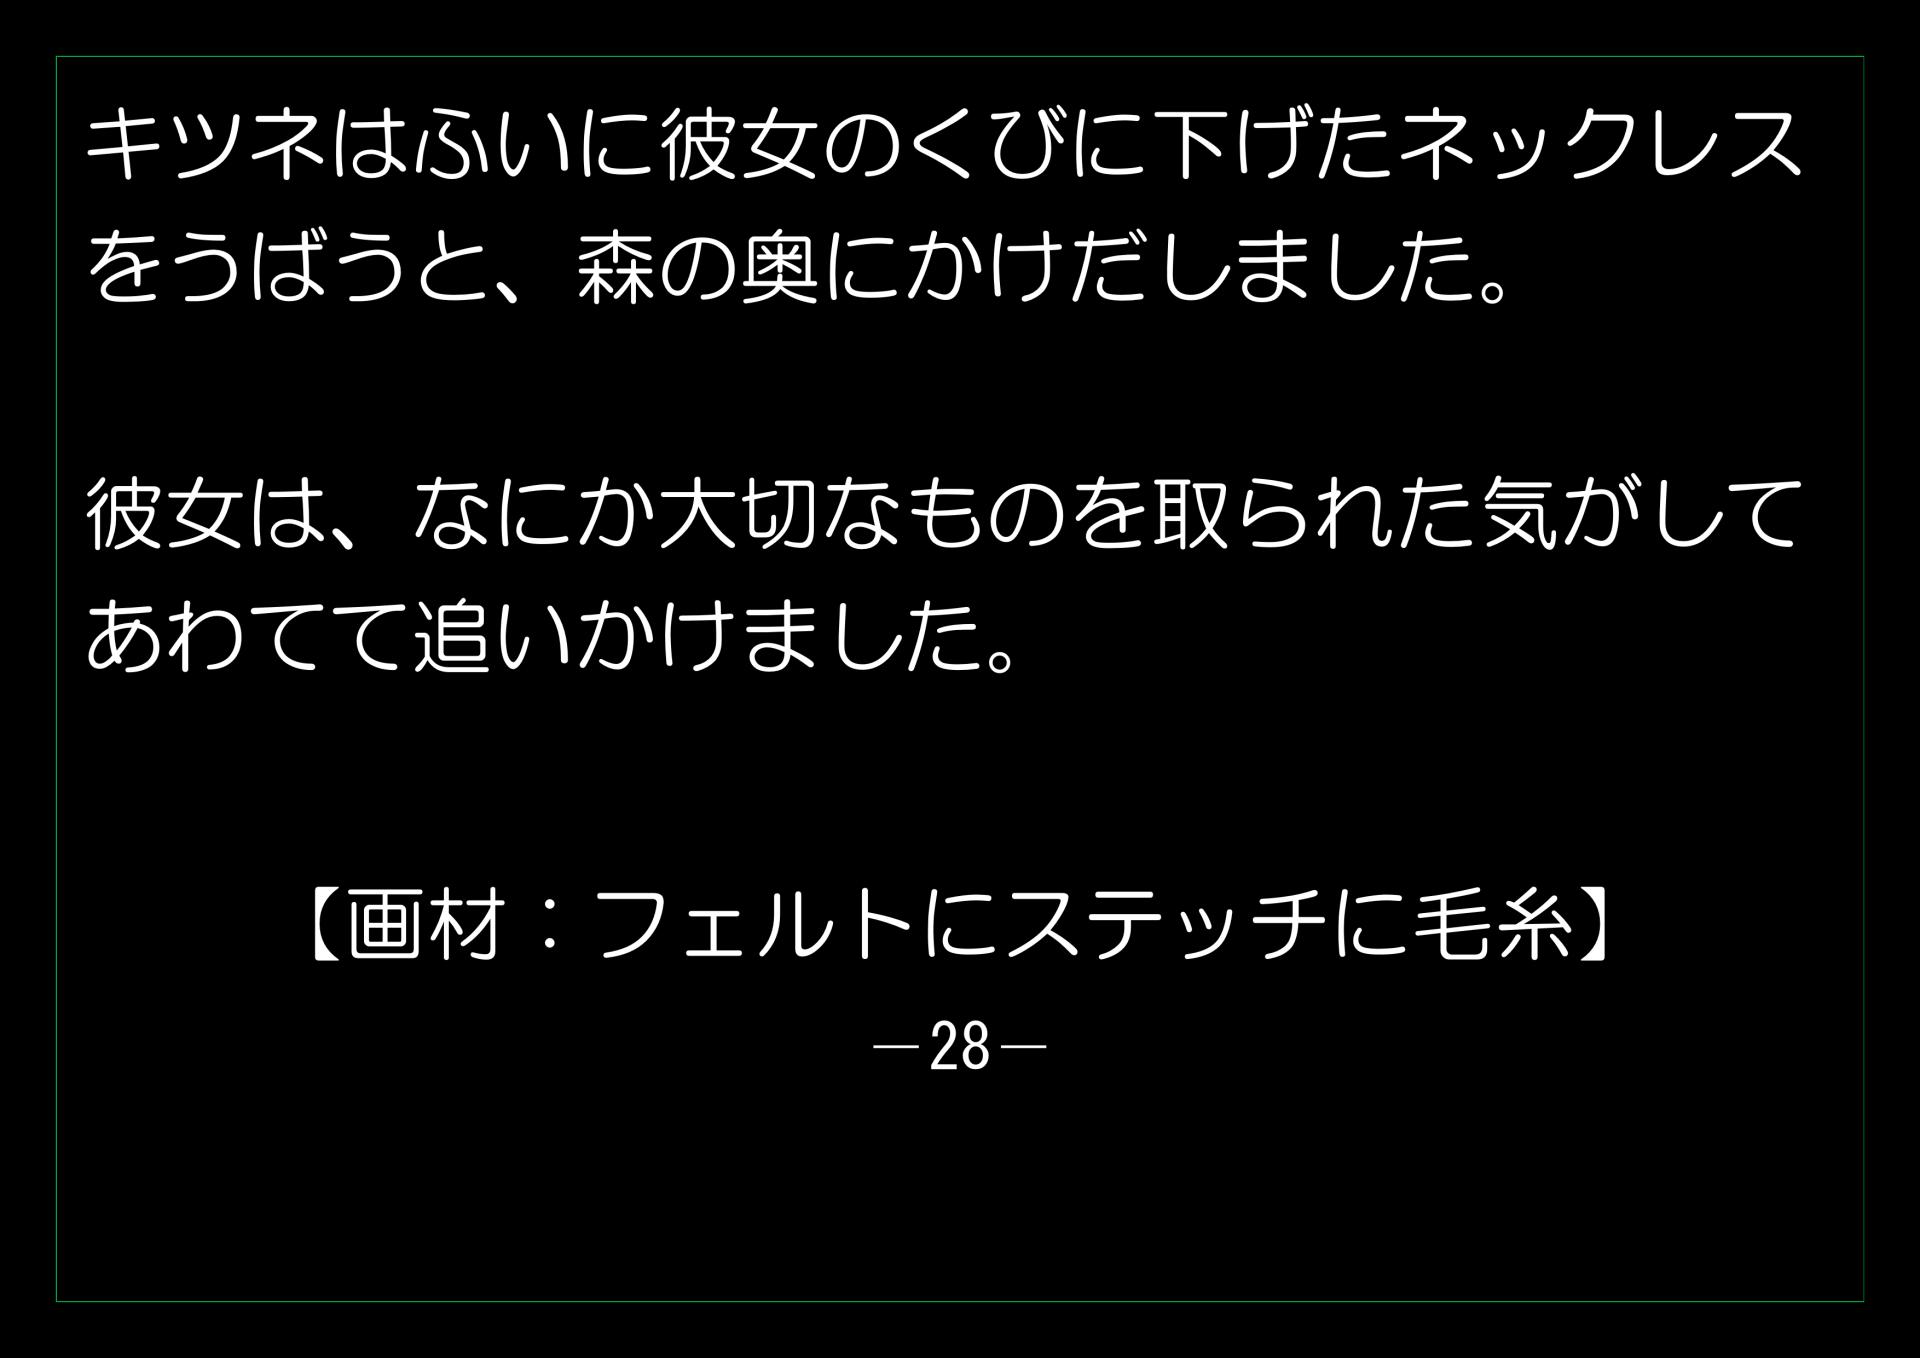 キツネはふいに彼女のくびに下げたネックレス
をうばうと、森の奥にかけだしました。
彼女は、なにか大切なものを取られた気がして
あわてて追いかけました。
【画材：フェルトにステッチに毛糸】
―28―